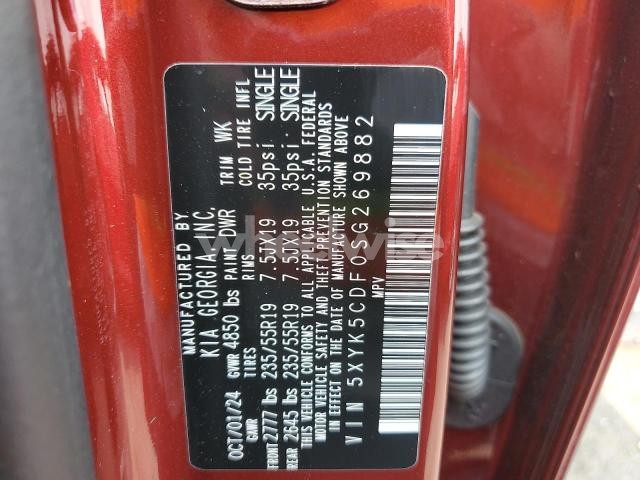 MANUFACTURED BY
KIA GEORGIA, INC.
OCT/01/24 GVWR 4850 lbs PAINT DWR TRIM WK
GAWR TIRES RIMS COLD TIRE INFL
FRONT 2777 lbs 235/55R19 7.5JX19 35psi SINGLE
REAR 2645 lbs 235/55R19 7.5JX19 35psi SINGLE
THIS VEHICLE CONFORMS TO ALL APPLICABLE U.S.A. FEDERAL
MOTOR VEHICLE SAFETY AND THEFT PREVENTION STANDARDS
IN EFFECT ON THE DATE OF MANUFACTURE SHOWN ABOVE
VIN 5XYK5CDF0SG269882
MPV